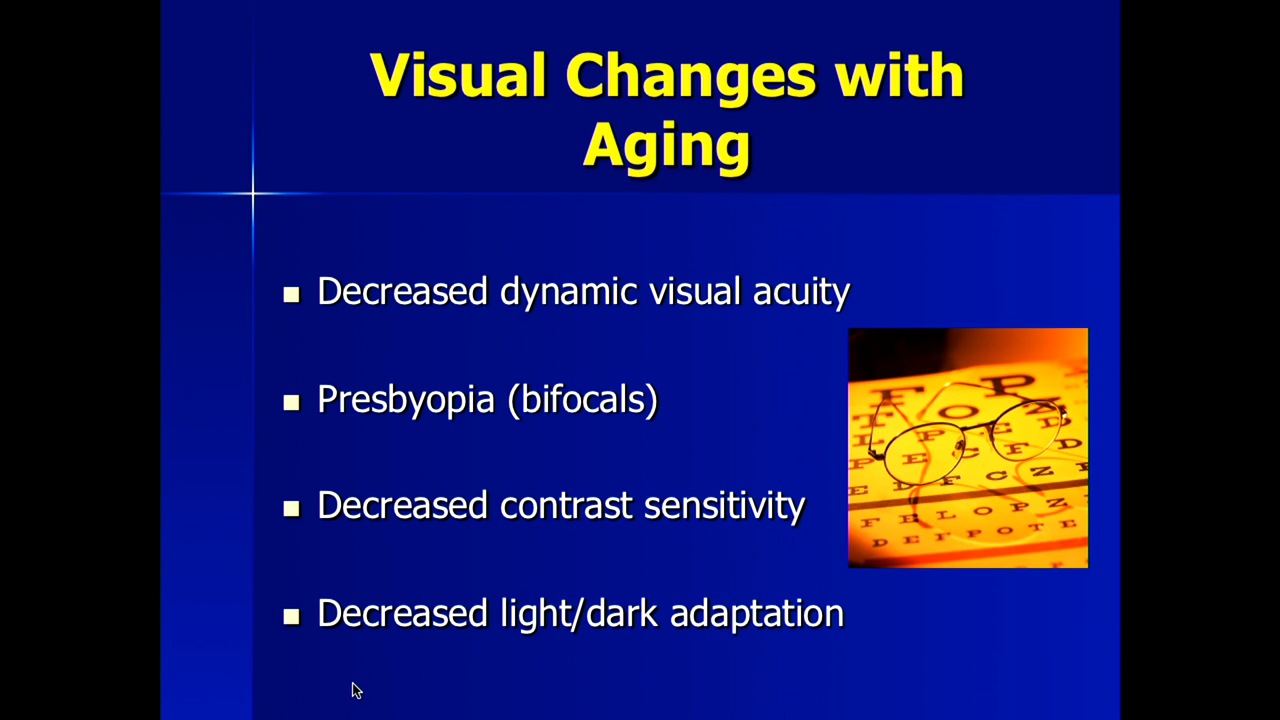 Visual Changes with
Aging
Decreased dynamic visual acuity
Presbyopia (bifocals)
Decreased contrast sensitivity
Decreased light/dark adaptation
F P
T O
L P E D
P E C F D
E D F C Z
F E L O P Z
D E F P O T E